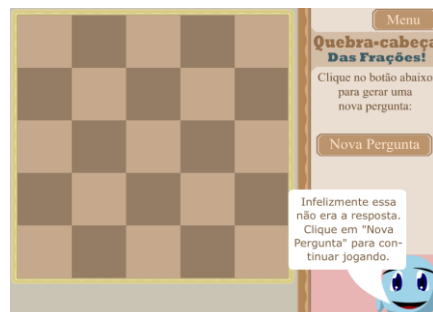 Menu
Quebra-cabeça
Das Frações!
Clique no botão abaixo
para gerar uma
nova pergunta:
Nova Pergunta
Infelizmente essa
não era a resposta.
Clique em "Nova
Pergunta" para con-
tinuar jogando.